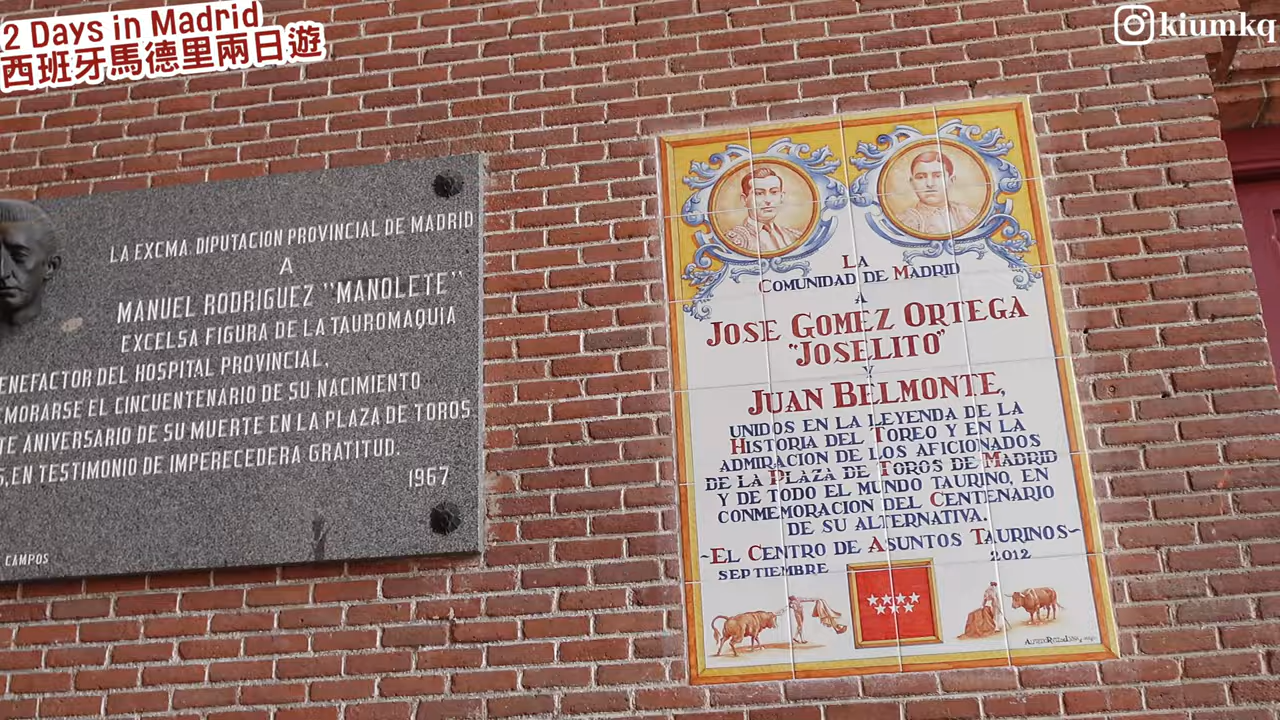 2 Days in Madrid
西班牙馬德里兩日遊
kiumkq
LA EXCMA. DIPUTACION PROVINCIAL DE MADRID
A
MANUEL RODRIGUEZ "MANOLETE"
EXCELSA FIGURA DE LA TAUROMAQUIA
ENEFACTOR DEL HOSPITAL PROVINCIAL,
MORARSE EL CINCUENTENARIO DE SU NACIMIENTO
TE ANIVERSARIO DE SU MUERTE EN LA PLAZA DE TOROS
S, EN TESTIMONIO DE IMPERECEDERA GRATITUD.
1967
CAMPOS
LA
COMUNIDAD DE MADRID
A
JOSE GOMEZ ORTEGA
"JOSELITO"
Y
JUAN BELMONTE,
UNIDOS EN LA LEYENDA DE LA
HISTORIA DEL TOREO Y EN LA
ADMIRACION DE LOS AFICIONADOS
DE LA PLAZA DE TOROS DE MADRID
Y DE TODO EL MUNDO TAURINO, EN
CONMEMORACION DEL CENTENARIO
DE SU ALTERNATIVA.
~EL CENTRO DE ASUNTOS TAURINOS~
SEPTIEMBRE 2012